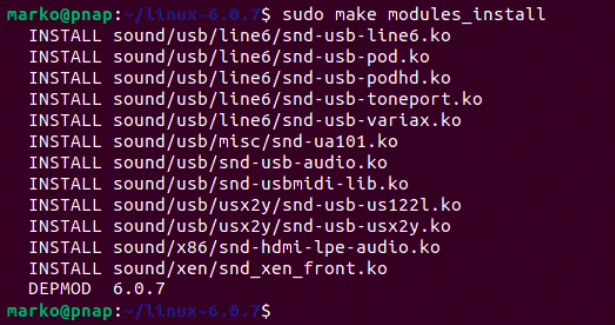 marko@pnap:~/linux-6.0.7$ sudo make modules_install
INSTALL sound/usb/line6/snd-usb-line6.ko
INSTALL sound/usb/line6/snd-usb-pod.ko
INSTALL sound/usb/line6/snd-usb-podhd.ko
INSTALL sound/usb/line6/snd-usb-toneport.ko
INSTALL sound/usb/line6/snd-usb-variax.ko
INSTALL sound/usb/misc/snd-ua101.ko
INSTALL sound/usb/snd-usb-audio.ko
INSTALL sound/usb/snd-usbmidi-lib.ko
INSTALL sound/usb/usx2y/snd-usb-us122l.ko
INSTALL sound/usb/usx2y/snd-usb-usx2y.ko
INSTALL sound/x86/snd-hdmi-lpe-audio.ko
INSTALL sound/xen/snd_xen_front.ko
DEPMOD 6.0.7
marko@pnap:~/linux-6.0.7$